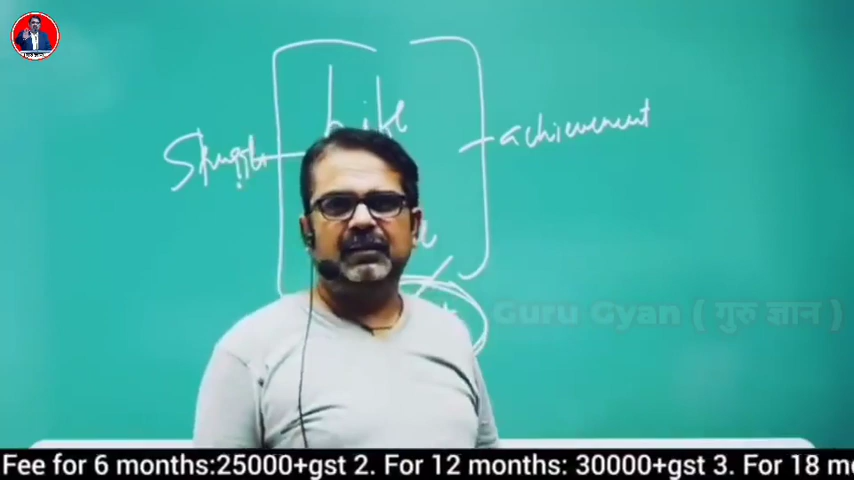 Life
Struggle
achievement
Guru Gyan ( गुरु ज्ञान )
Fee for 6 months:25000+gst 2. For 12 months: 30000+gst 3. For 18 mo